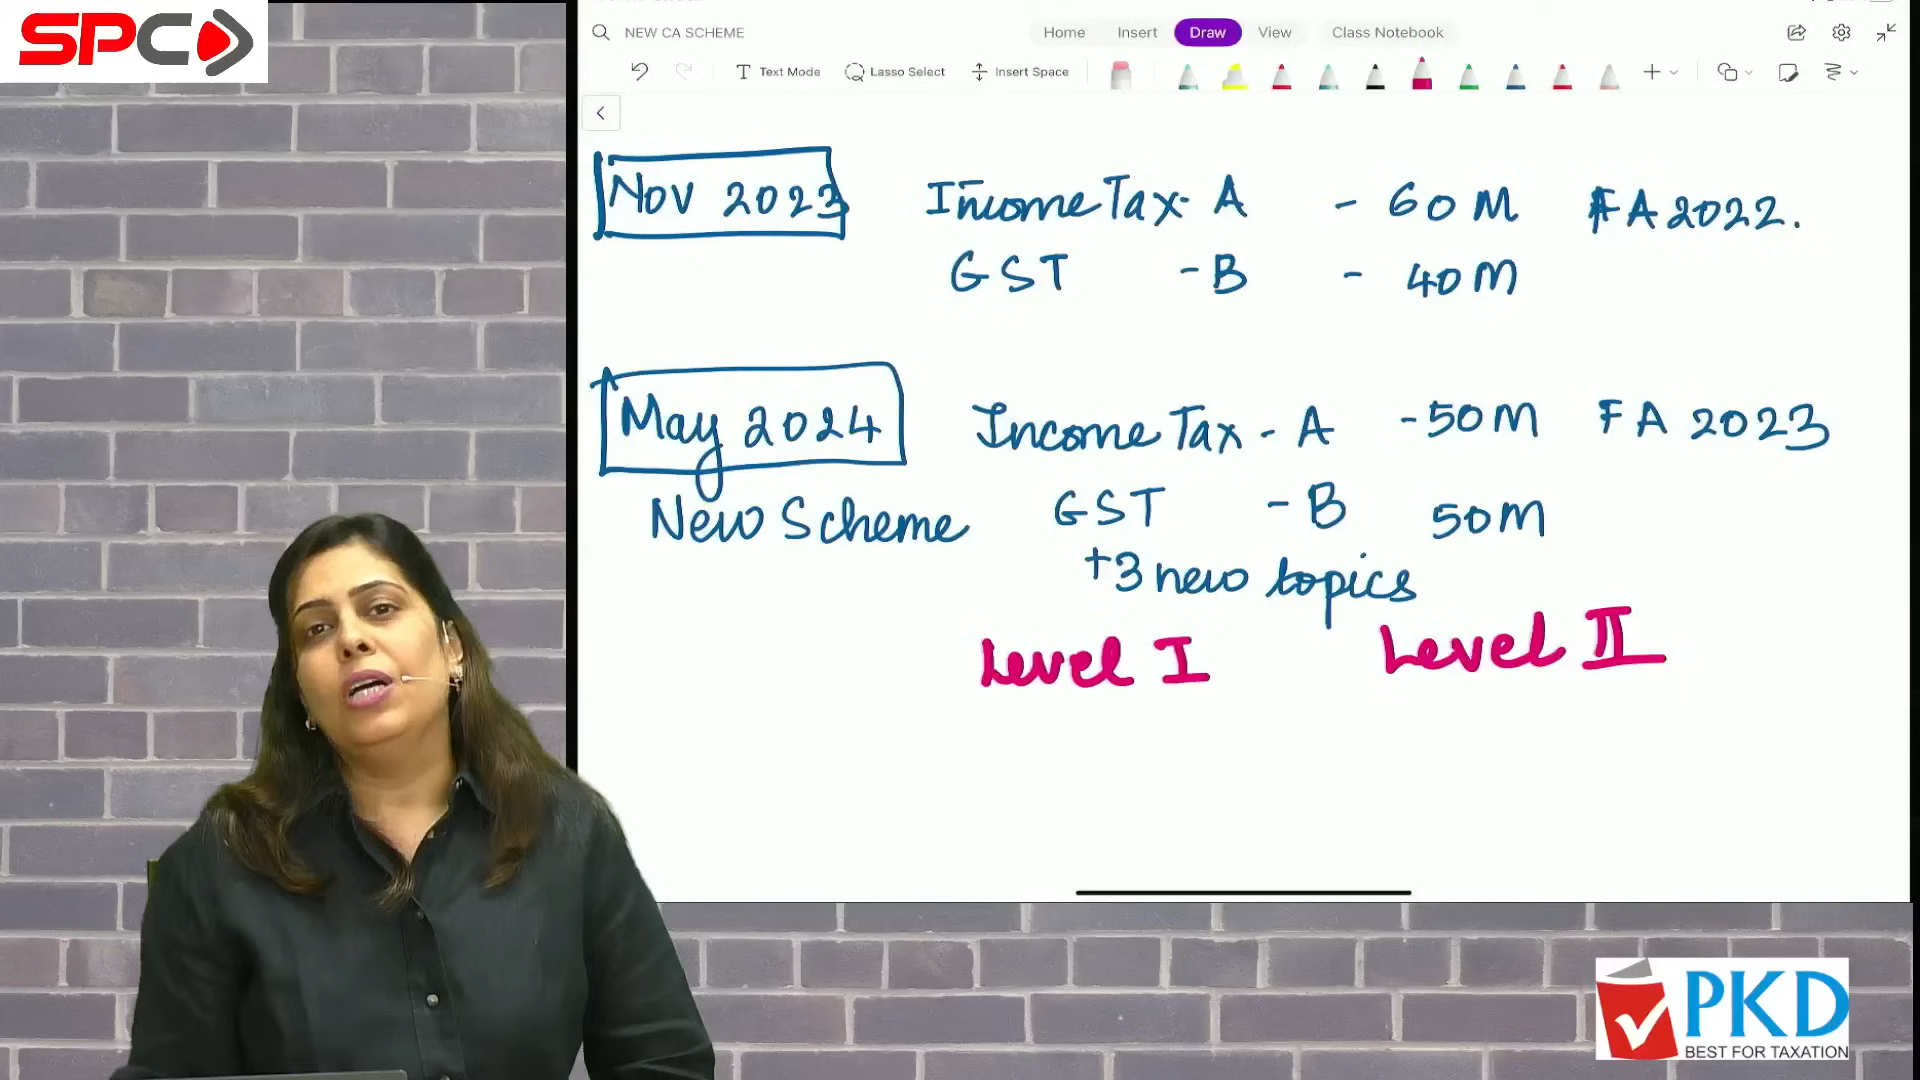 SPC
NEW CA SCHEME
Home Insert Draw View Class Notebook
Text Mode Lasso Select Insert Space
Nov 2023 Income Tax - A - 60 M FA 2022.
GST - B - 40 M
May 2024 Income Tax - A - 50 M FA 2023
New Scheme GST - B 50 M
+3 new topics
Level I Level II
PKD
BEST FOR TAXATION